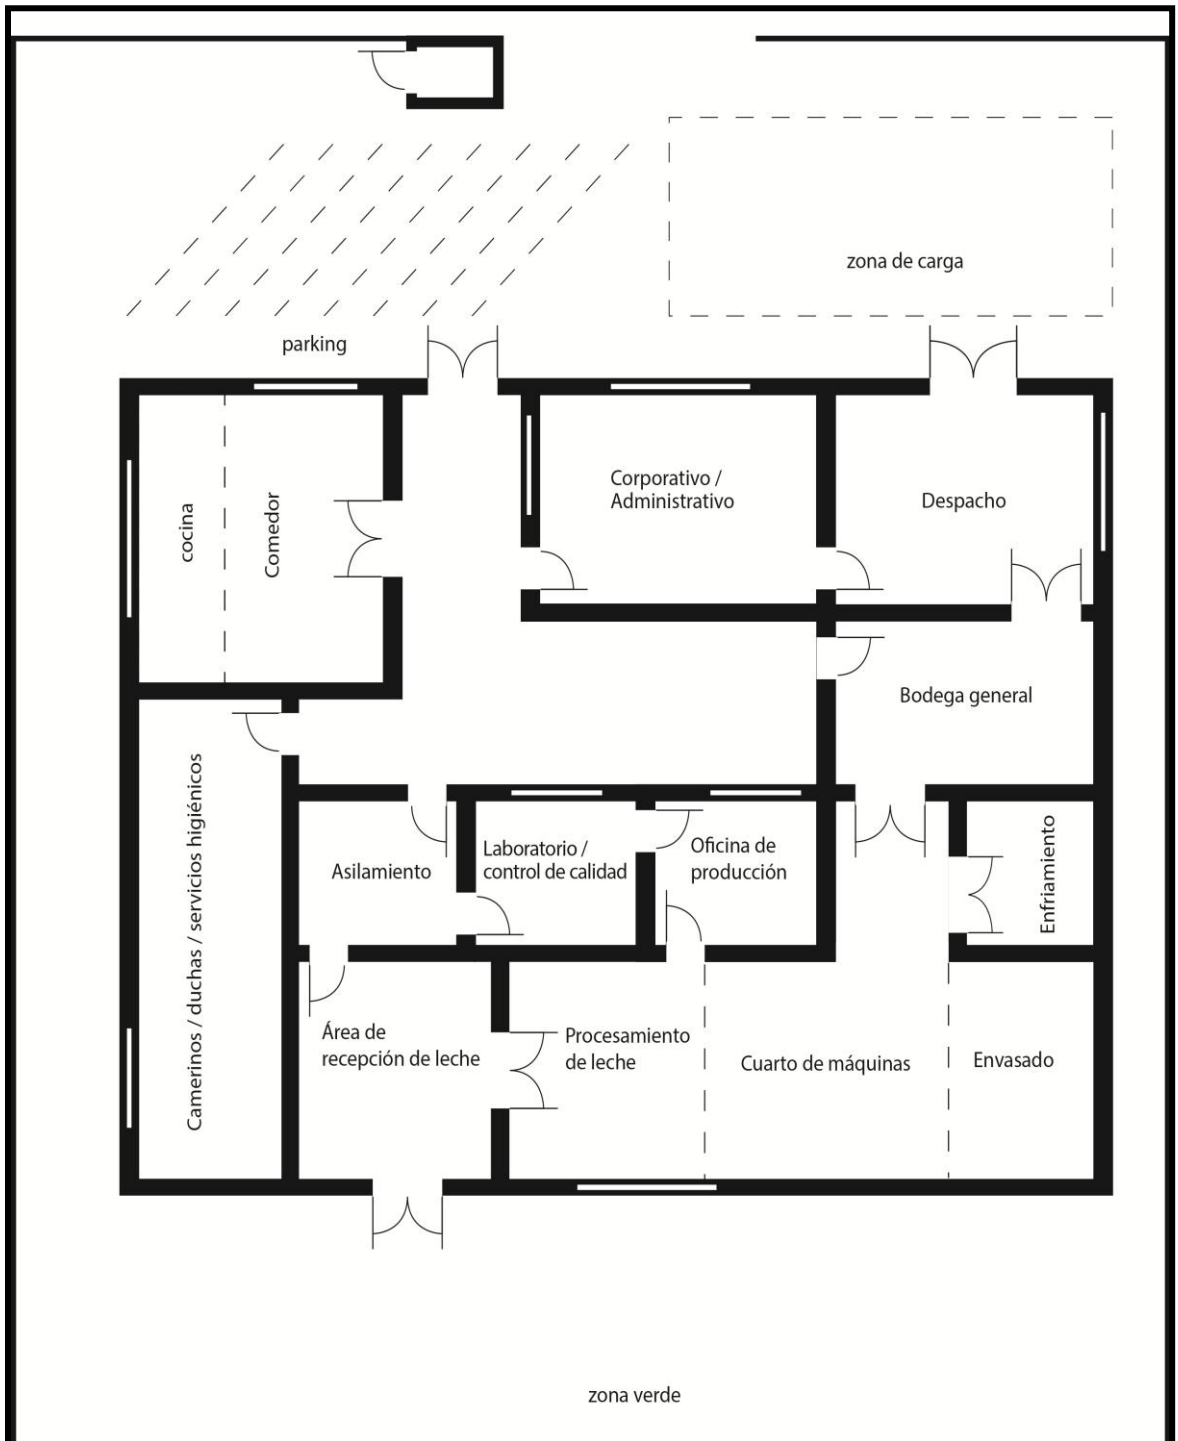 zona de carga
parking
Corporativo /
Administrativo
Despacho
cocina
Comedor
Bodega general
Camerinos / duchas / servicios higiénicos
Asilamiento
Laboratorio /
control de calidad
Oficina de
producción
Enfriamiento
Área de
recepción de leche
Procesamiento
de leche
Cuarto de máquinas
Envasado
zona verde